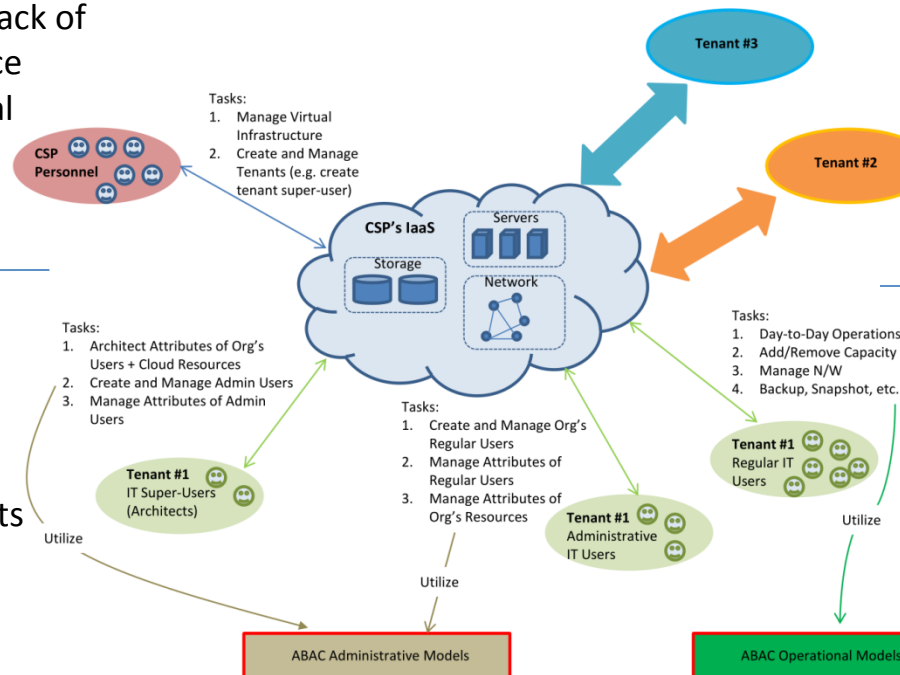 ack of
ce
al
ts
Tenant #3
Tasks:
1. Manage Virtual
Infrastructure
2. Create and Manage
Tenants (e.g. create
tenant super-user)
CSP
Personnel
Tenant #2
CSP's IaaS
Servers
Storage
Network
Tasks:
1. Architect Attributes of Org's
Users + Cloud Resources
2. Create and Manage Admin Users
3. Manage Attributes of Admin
Users
Tasks:
1. Day-to-Day Operations
2. Add/Remove Capacity
3. Manage N/W
4. Backup, Snapshot, etc.
Tasks:
1. Create and Manage Org's
Regular Users
2. Manage Attributes of
Regular Users
3. Manage Attributes of
Org's Resources
Tenant #1
IT Super-Users
(Architects)
Tenant #1
Administrative
IT Users
Tenant #1
Regular IT
Users
Utilize
Utilize
Utilize
ABAC Administrative Models
ABAC Operational Models